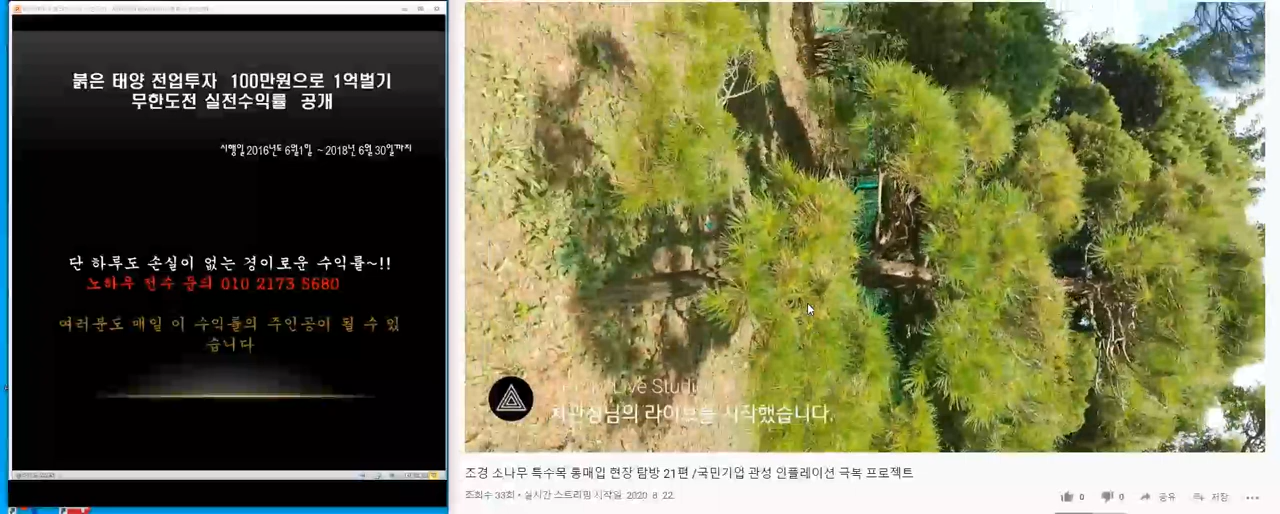 붉은 태양 전업투자 100만원으로 1억벌기
무한도전 실전수익률 공개
시행일 2016년도 6월1일 ~ 2018년 6월 30일까지
단 하루도 손실이 없는 경이로운 수익률~!!
노하우 전수 문의 010 2173 5680
여러분도 매일 이 수익률의 주인공이 될 수 있
습니다
Live Studio
라이브를 시작했습니다.
조경 소나무 특수목 통매입 현장 탐방 21편 /국민기업 관성 인플레이션 극복 프로젝트
조회수 33회 • 실시간 스트리밍 시작일: 2020. 8. 22.
0
0
공유
저장